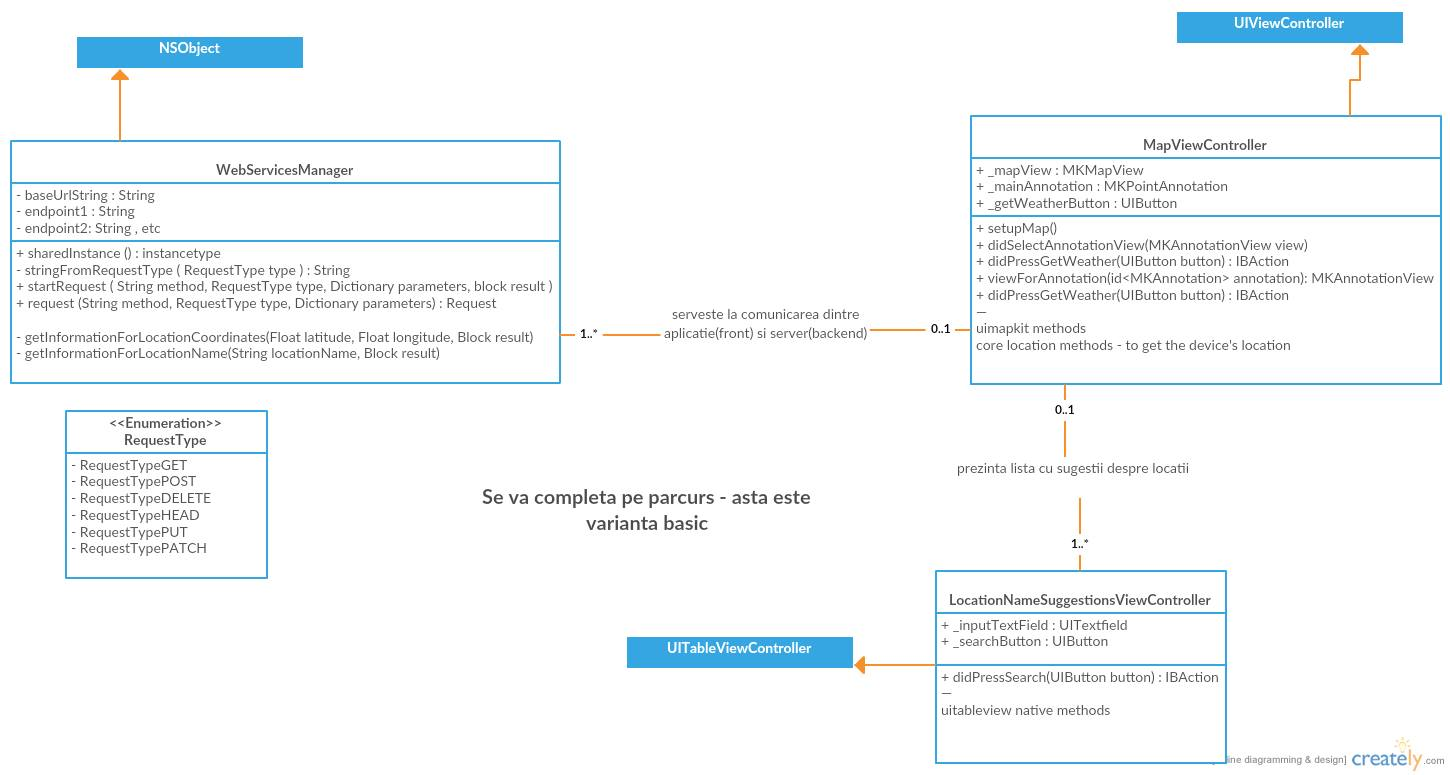 NSObject
UIViewController
WebServicesManager
- baseUrlString : String
- endpoint1 : String
- endpoint2: String , etc
+ sharedInstance () : instancetype
- stringFromRequestType ( RequestType type ) : String
+ startRequest ( String method, RequestType type, Dictionary parameters, block result )
+ request (String method, RequestType type, Dictionary parameters) : Request
- getInformationForLocationCoordinates(Float latitude, Float longitude, Block result)
- getInformationForLocationName(String locationName, Block result)
1..*
serveste la comunicarea dintre
aplicatie(front) si server(backend)
0..1
MapViewController
+ _mapView : MKMapView
+ _mainAnnotation : MKPointAnnotation
+ _getWeatherButton : UIButton
+ setupMap()
+ didSelectAnnotationView(MKAnnotationView view)
+ didPressGetWeather(UIButton button) : IBAction
+ viewForAnnotation(id<MKAnnotation> annotation): MKAnnotationView
+ didPressGetWeather(UIButton button) : IBAction
—
uimapkit methods
core location methods - to get the device's location
<<Enumeration>>
RequestType
- RequestTypeGET
- RequestTypePOST
- RequestTypeDELETE
- RequestTypeHEAD
- RequestTypePUT
- RequestTypePATCH
Se va completa pe parcurs - asta este
varianta basic
0..1
prezinta lista cu sugestii despre locatii
1..*
LocationNameSuggestionsViewController
+ _inputTextField : UITextfield
+ _searchButton : UIButton
+ didPressSearch(UIButton button) : IBAction
—
uitableview native methods
UITableViewController
diagramming & design] creately.com